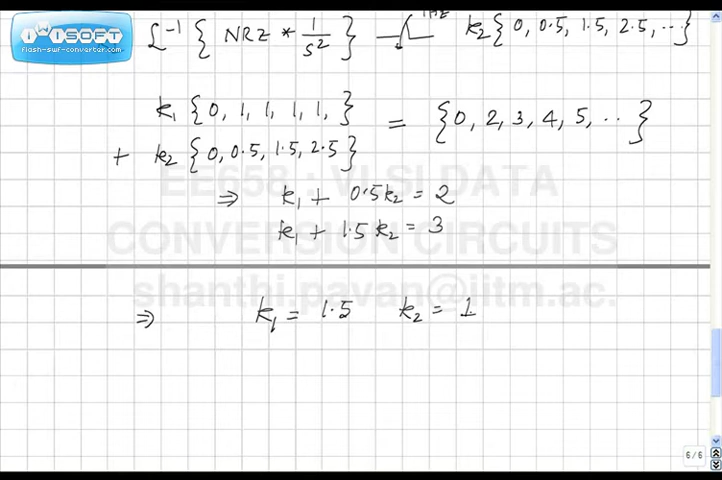 WISOFT
flash-swf-converter.com
ℒ⁻¹ { NRZ * 1/s² } 1Hz k₂{ 0, 0.5, 1.5, 2.5, ...}
k₁ {0, 1, 1, 1, 1, } = {0, 2, 3, 4, 5, ...}
+ k₂ {0, 0.5, 1.5, 2.5}
EE658 : VLSI DATA
⇒ k₁ + 0.5k₂ = 2
CONVERSION CIRCUITS
k₁ + 1.5k₂ = 3
shanthi.pavan@iitm.ac.
⇒ k₁ = 1.5 k₂ = 1
6/6